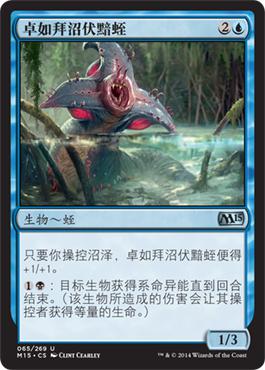 卓如拜沼伏黯蛭 2
生物～蛭 M15
只要你操控沼泽，卓如拜沼伏黯蛭便得
+1/+1。
1：目标生物获得系命异能直到回合
结束。（该生物所造成的伤害会让其操
控者获得等量的生命。）
1/3
065/269 U
M15 • CS CLINT CEARLEY ™ & © 2014 Wizards of the Coast